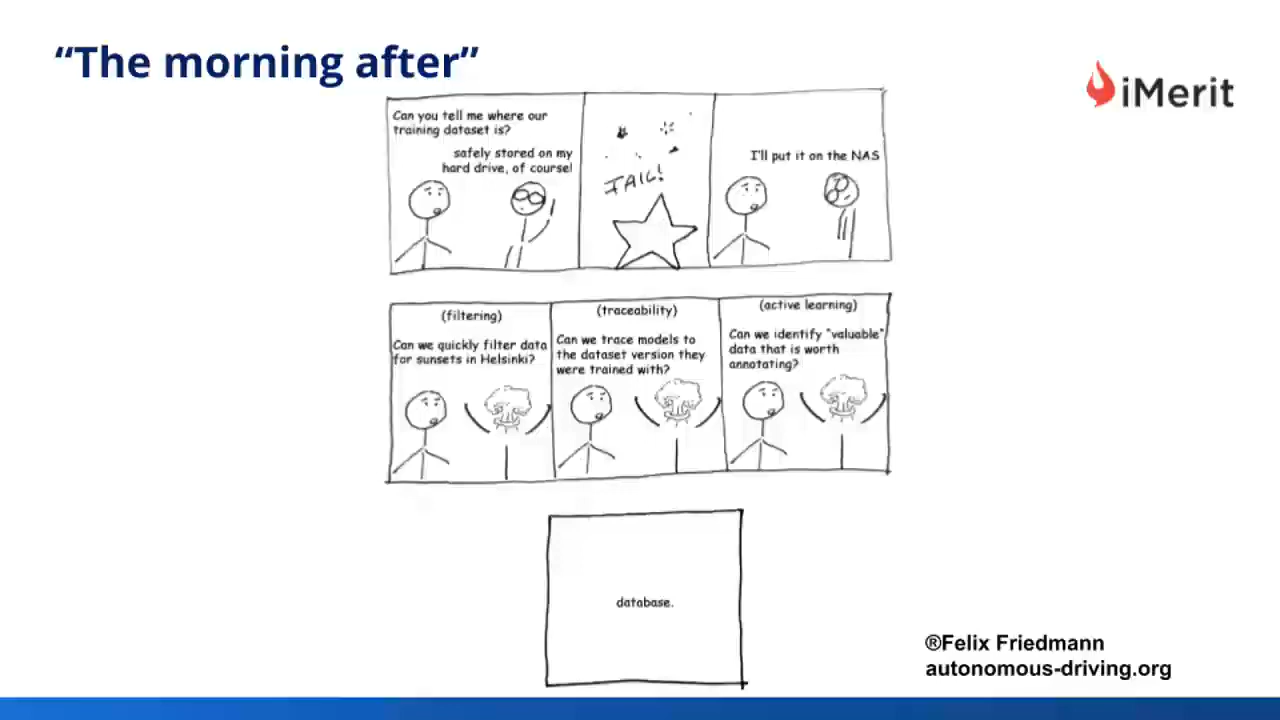 “The morning after”
iMerit
Can you tell me where our
training dataset is?
safely stored on my
hard drive, of course!
JAIL!
I'll put it on the NAS
(filtering)
Can we quickly filter data
for sunsets in Helsinki?
(traceability)
Can we trace models to
the dataset version they
were trained with?
(active learning)
Can we identify "valuable"
data that is worth
annotating?
database.
®Felix Friedmann
autonomous-driving.org